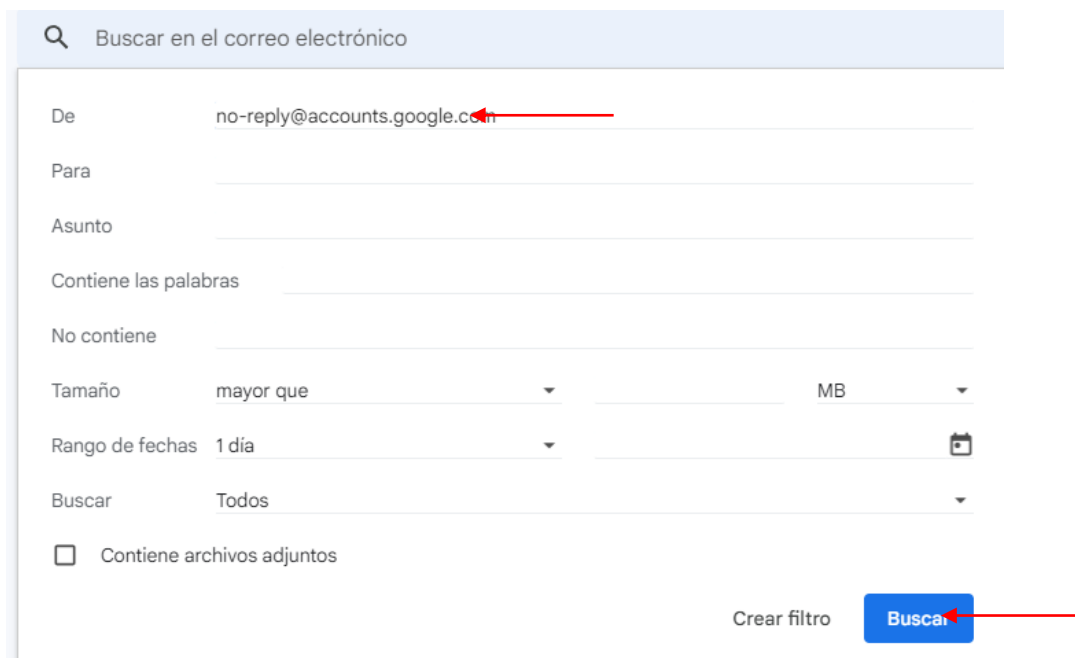 Buscar en el correo electrónico
De no-reply@accounts.google.com
Para
Asunto
Contiene las palabras
No contiene
Tamaño mayor que MB
Rango de fechas 1 día
Buscar Todos
Contiene archivos adjuntos
Crear filtro Buscar